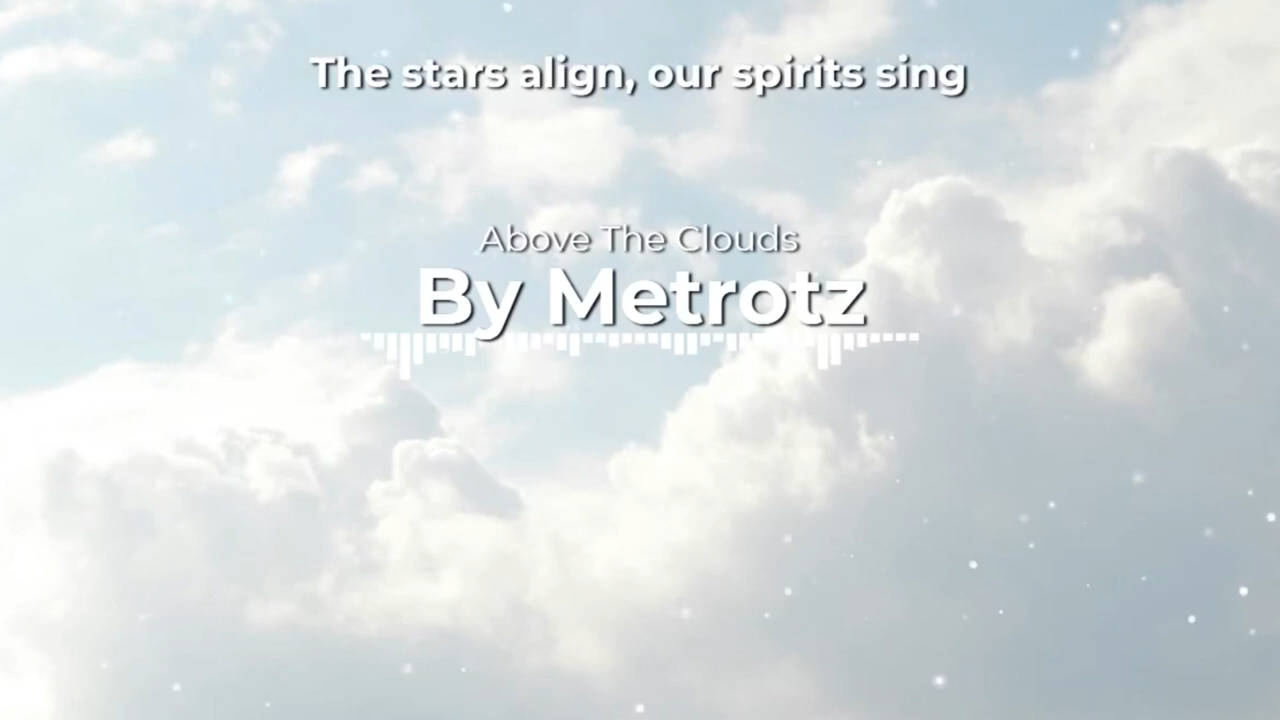 The stars align, our spirits sing
Above The Clouds
By Metrotz